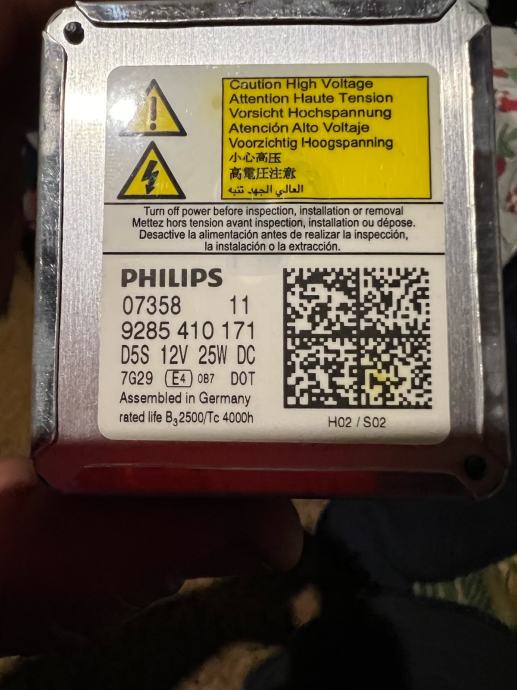 Caution High Voltage
Attention Haute Tension
Vorsicht Hochspannung
Atención Alto Voltaje
Voorzichtig Hoogspanning
小心高压
高電圧注意
العالي الجهد تنبه
Turn off power before inspection, installation or removal
Mettez hors tension avant inspection, installation ou dépose.
Desactive la alimentación antes de realizar la inspección,
la instalación o la extracción.
PHILIPS
07358 11
9285 410 171
D5S 12V 25W DC
7G29 E4 0B7 DOT
Assembled in Germany
rated life B₃2500/Tc 4000h
H02 / S02